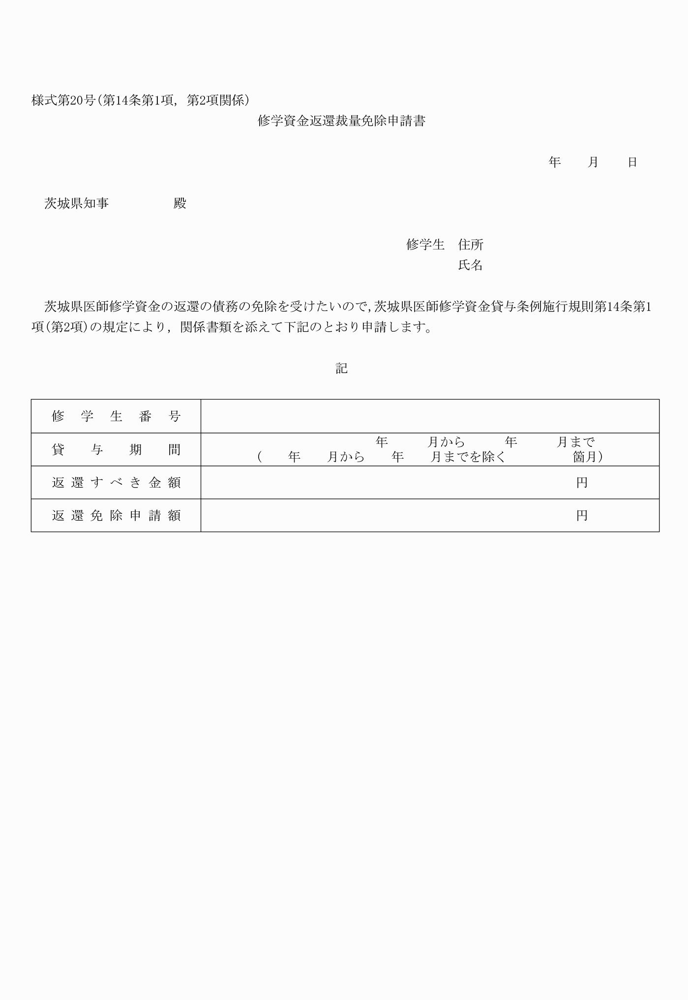 様式第20号(第14条第1項，第2項関係)
修学資金返還裁量免除申請書
年　　月　　日
茨城県知事　　　　　殿
修学生　住所
氏名
茨城県医師修学資金の返還の債務の免除を受けたいので，茨城県医師修学資金貸与条例施行規則第14条第1
項(第2項)の規定により，関係書類を添えて下記のとおり申請します。
記
修学生番号
貸与期間
年　　　月から　　　年　　　月まで
(　　年　　月から　　年　　月までを除く　　　　　箇月)
返還すべき金額　円
返還免除申請額　円